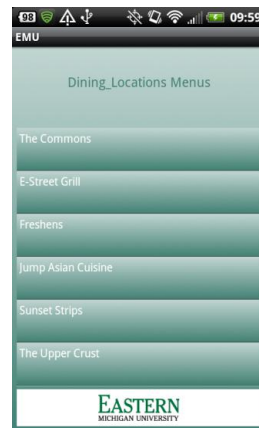 93 09:59
EMU
Dining_Locations Menus
The Commons
E-Street Grill
Freshens
Jump Asian Cuisine
Sunset Strips
The Upper Crust
EASTERN
MICHIGAN UNIVERSITY